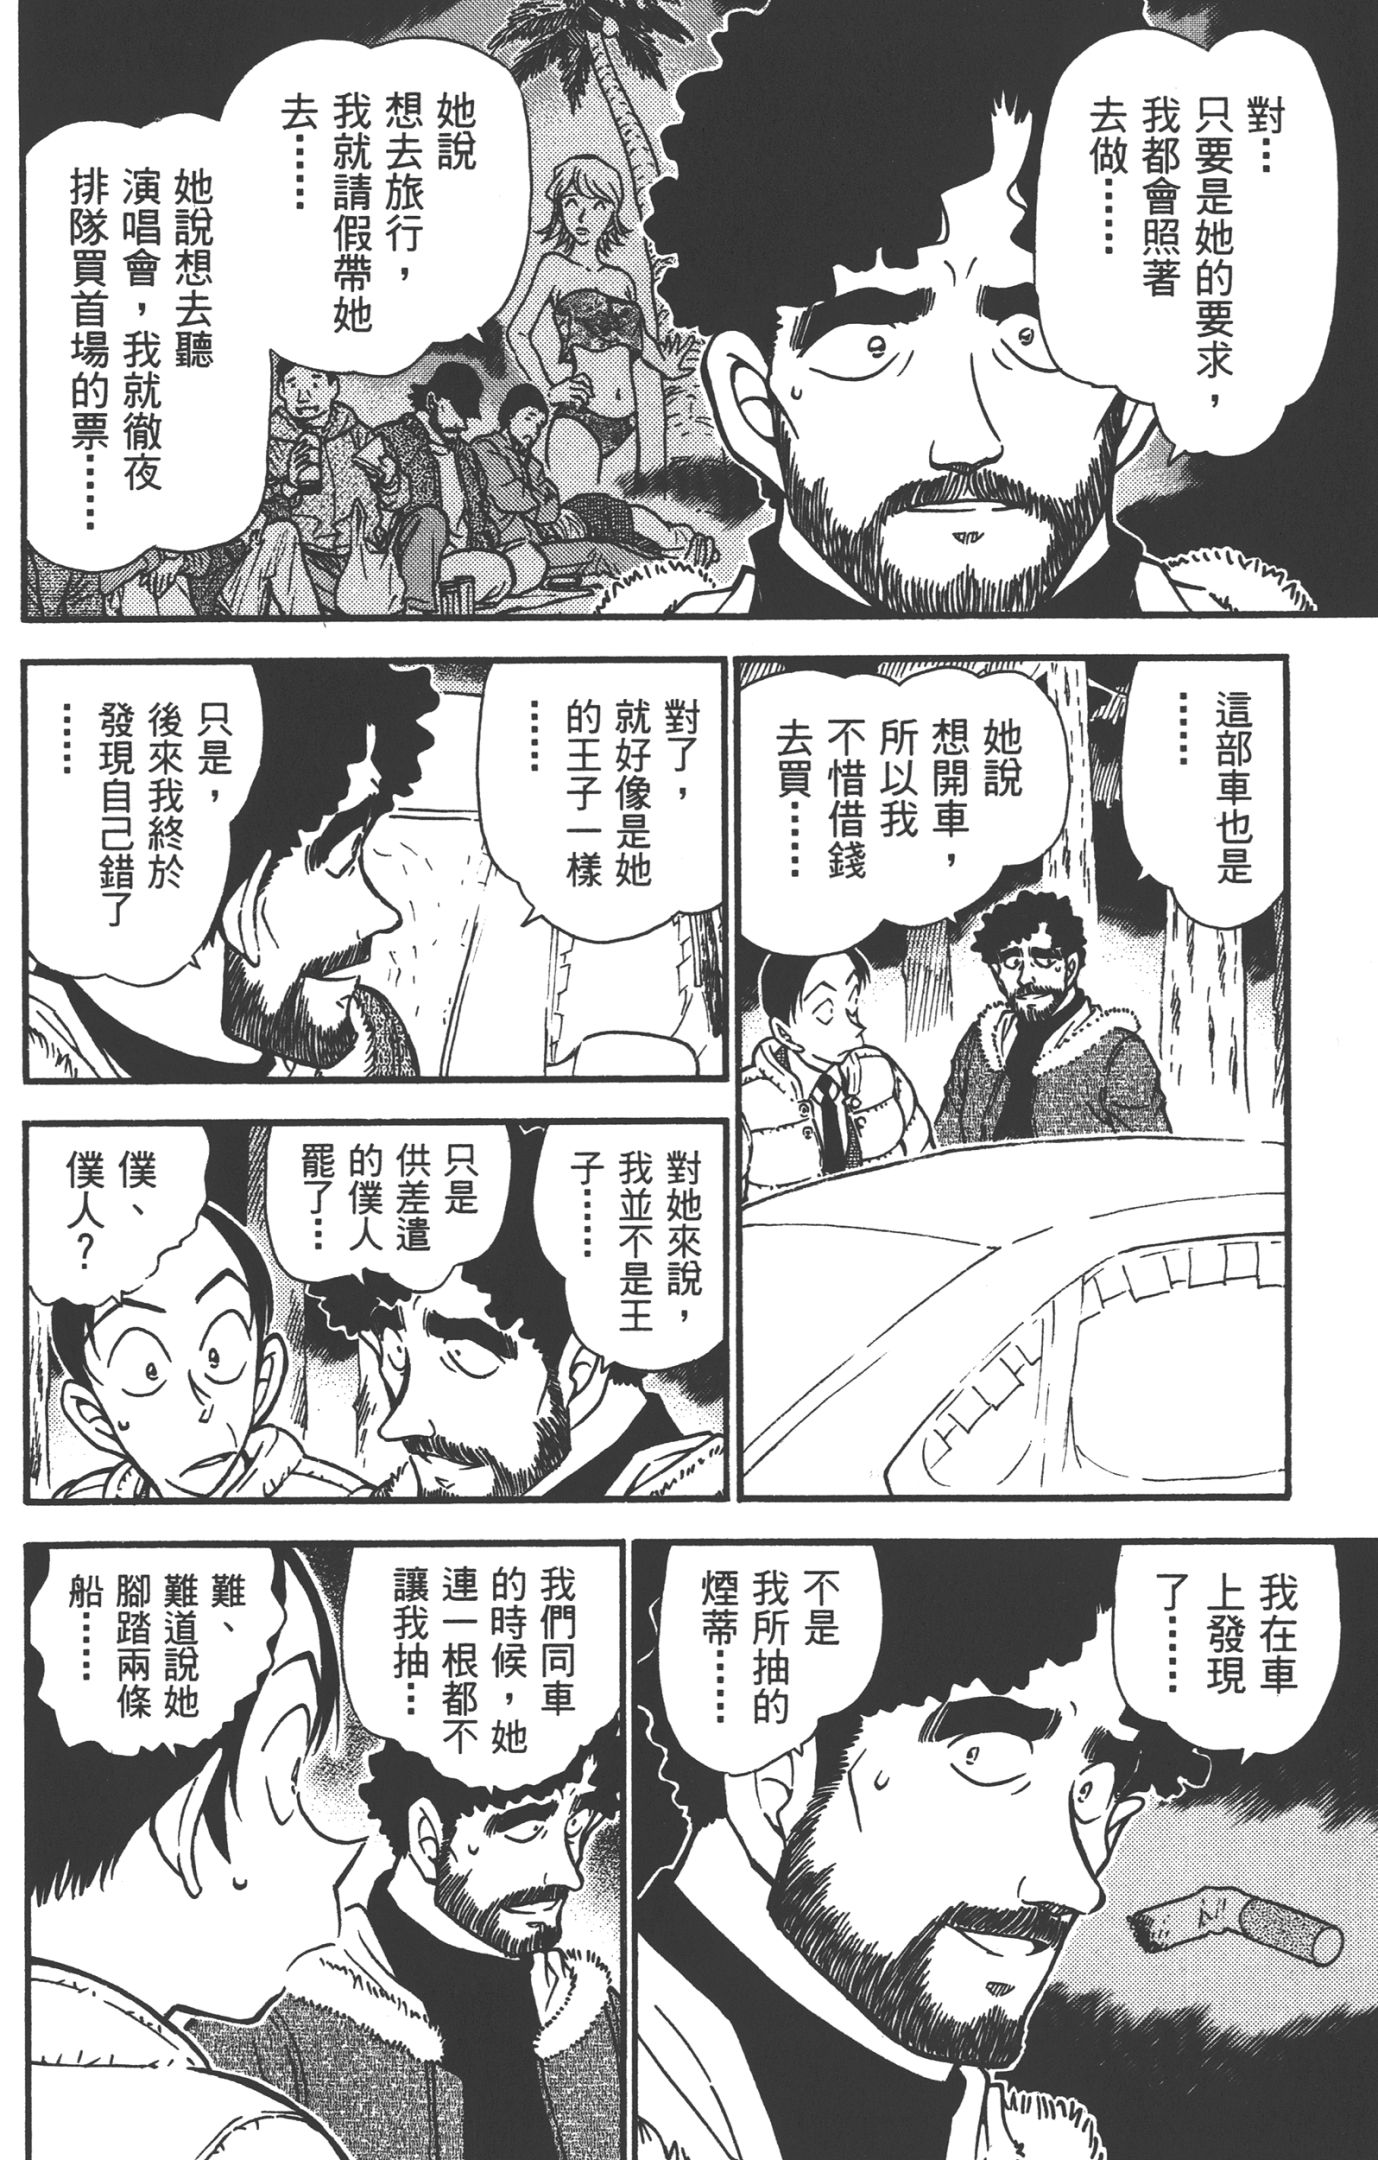 對…
只要是她的要求，
我都會照著
去做……
她說
想去旅行，
我就請假帶她
去……
她說想去聽
演唱會，我就徹夜
排隊買首場的票……
這部車也是
……
她說
想開車，
所以我
不惜借錢
去買……
對了，
就好像是她
的王子一樣
……
只是，
後來我終於
發現自己錯了
……
對她來說，
我並不是王
子……
只是
供差遣
的僕人
罷了…
僕、
僕人？
我在車
上發現
了……
不是
我所抽的
煙蒂……
我們同車
的時候，她
連一根都不
讓我抽…
難、
難道說她
腳踏兩條
船……